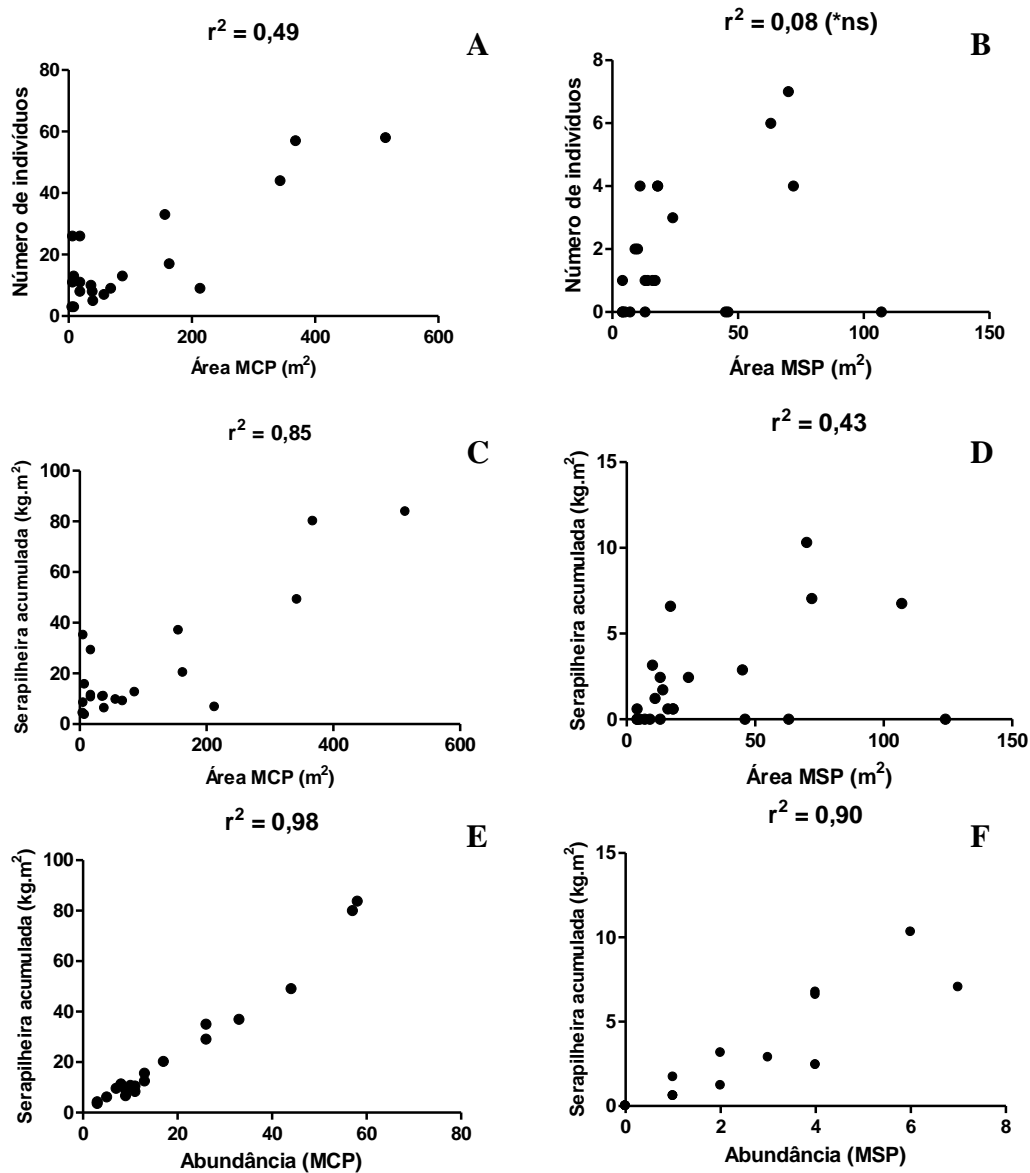 r² = 0,49
A
80
60
40
20
0
Número de indivíduos
0 200 400 600
Área MCP (m²)
r² = 0,08 (*ns)
B
8
6
4
2
0
Número de indivíduos
0 50 100 150
Área MSP (m²)
r² = 0,85
C
100
80
60
40
20
0
Serapilheira acumulada (kg.m²)
0 200 400 600
Área MCP (m²)
r² = 0,43
D
15
10
5
0
Serapilheira acumulada (kg.m²)
0 50 100 150
Área MSP (m²)
r² = 0,98
E
100
80
60
40
20
0
Serapilheira acumulada (kg.m²)
0 20 40 60 80
Abundância (MCP)
r² = 0,90
F
15
10
5
0
Serapilheira acumulada (kg.m²)
0 2 4 6 8
Abundância (MSP)